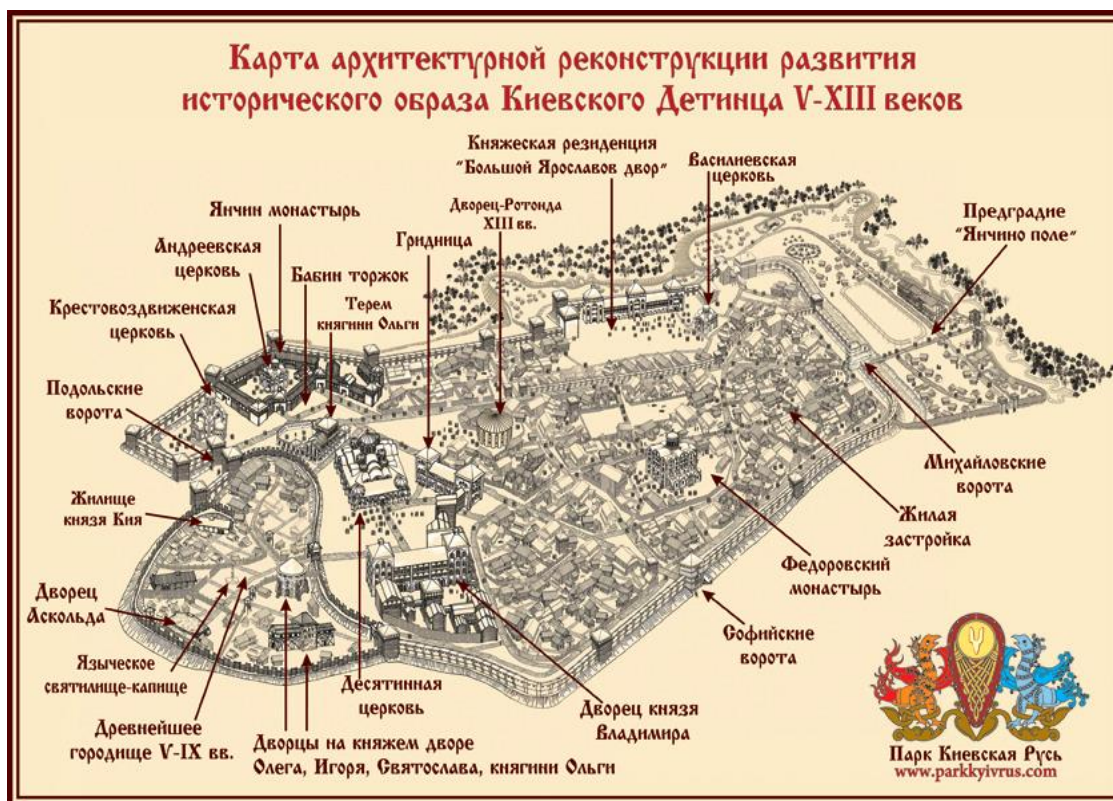 Карта архитектурной реконструкции развития
исторического образа Киевского Детинца V-XIII веков
Княжеская резиденция
"Большой Ярославов двор"
Василиевская
церковь
Янчин монастырь
Дворец-Ротонда
XIII вв.
Предградие
"Янчино поле"
Андреевская
церковь
Гридница
Бабин торжок
Крестовоздвиженская
церковь
Терем
княгини Ольги
Подольские
ворота
Михайловские
ворота
Жилище
князя Кия
Жилая
застройка
Федоровский
монастырь
Дворец
Аскольда
Софийские
ворота
Языческое
святилище-капище
Десятинная
церковь
Дворец князя
Владимира
Древнейшее
городище V-IX вв.
Дворцы на княжем дворе
Олега, Игоря, Святослава, княгини Ольги
Парк Киевская Русь
www.parkkyivrus.com